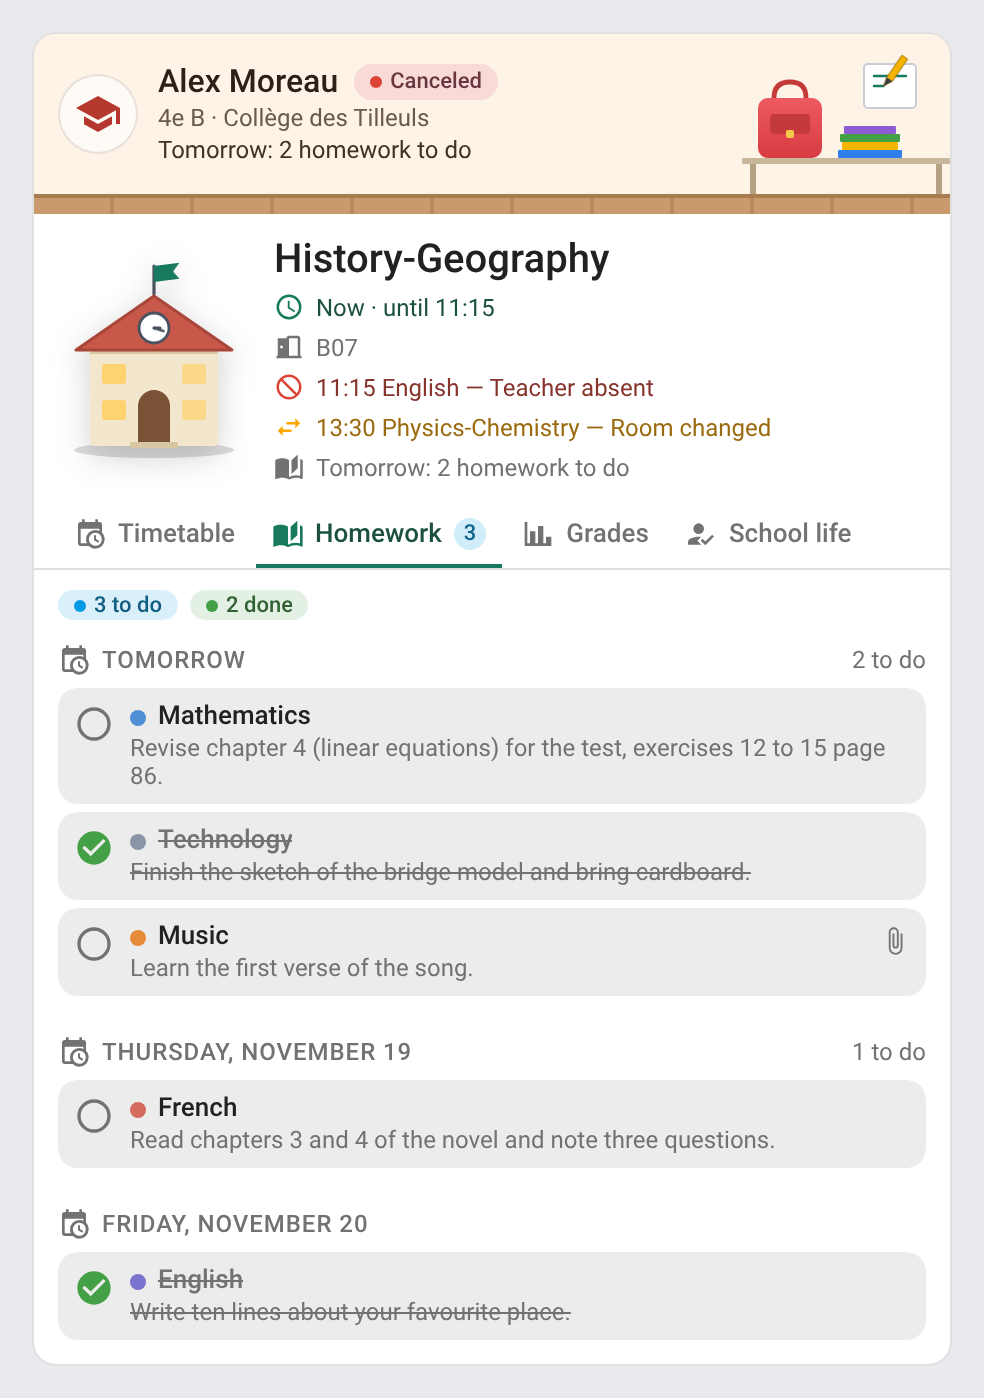 Alex Moreau
Canceled
4e B · Collège des Tilleuls
Tomorrow: 2 homework to do
History-Geography
Now · until 11:15
B07
11:15 English — Teacher absent
13:30 Physics-Chemistry — Room changed
Tomorrow: 2 homework to do
Timetable
Homework 3
Grades
School life
3 to do
2 done
TOMORROW
2 to do
Mathematics
Revise chapter 4 (linear equations) for the test, exercises 12 to 15 page
86.
Technology
Finish the sketch of the bridge model and bring cardboard.
Music
Learn the first verse of the song.
THURSDAY, NOVEMBER 19
1 to do
French
Read chapters 3 and 4 of the novel and note three questions.
FRIDAY, NOVEMBER 20
English
Write ten lines about your favourite place.